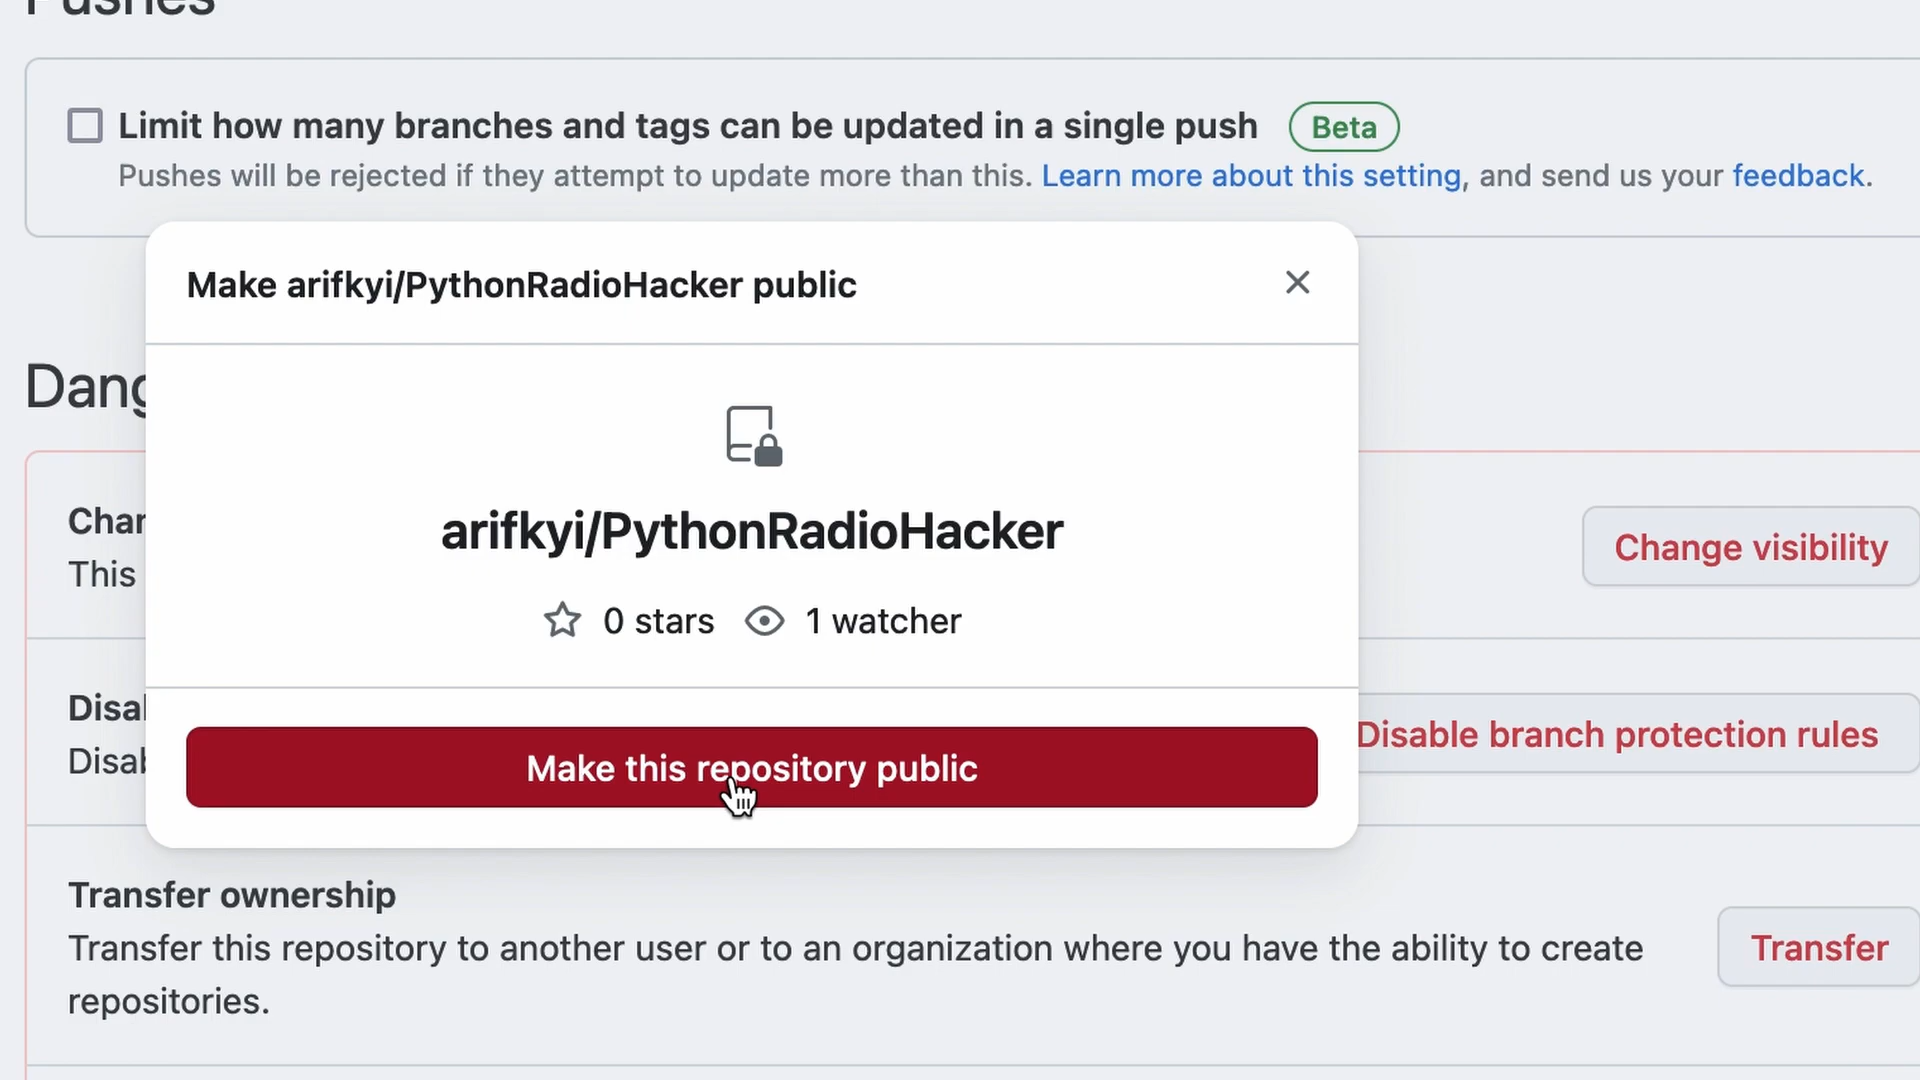 Pushes
Limit how many branches and tags can be updated in a single push Beta
Pushes will be rejected if they attempt to update more than this. Learn more about this setting, and send us your feedback.
Make arifkyi/PythonRadioHacker public
Dang
arifkyi/PythonRadioHacker
0 stars 1 watcher
Char
This
Change visibility
Disal
Disab
Disable branch protection rules
Make this repository public
Transfer ownership
Transfer this repository to another user or to an organization where you have the ability to create
repositories.
Transfer